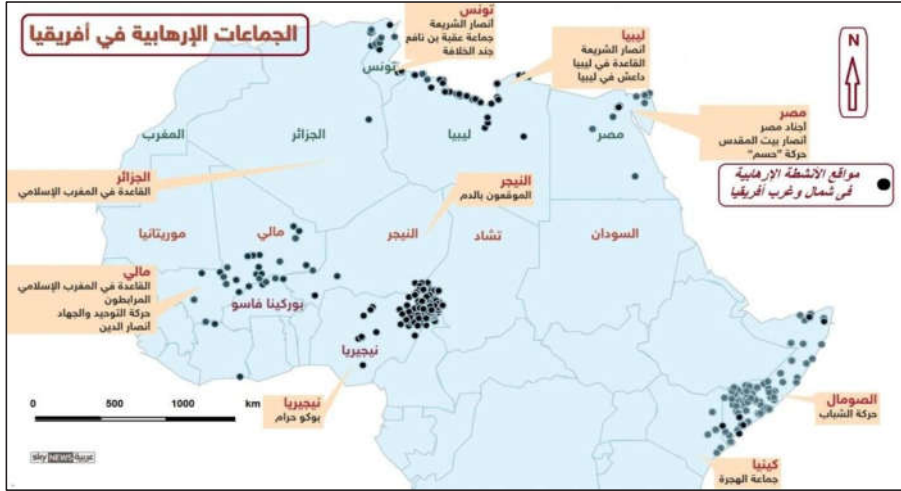 الجماعات الإرهابية في أفريقيا
تونس
أنصار الشريعة
جماعة عقبة بن نافع
جند الخلافة
ليبيا
أنصار الشريعة
القاعدة في ليبيا
داعش في ليبيا
N
مصر
أجناد مصر
أنصار بيت المقدس
حركة "حسم"
مواقع الأنشطة الإرهابية
فى شمال وغرب أفريقيا
تونس
المغرب
الجزائر
ليبيا
مصر
الجزائر
القاعدة في المغرب الإسلامي
النيجر
الموقعون بالدم
موريتانيا
مالي
النيجر
تشاد
السودان
مالي
القاعدة في المغرب الإسلامي
المرابطون
حركة التوحيد والجهاد
أنصار الدين
بوركينا فاسو
نيجيريا
نيجيريا
بوكو حرام
الصومال
حركة الشباب
كينيا
جماعة الهجرة
0 500 1000 km
sky NEWS عربية